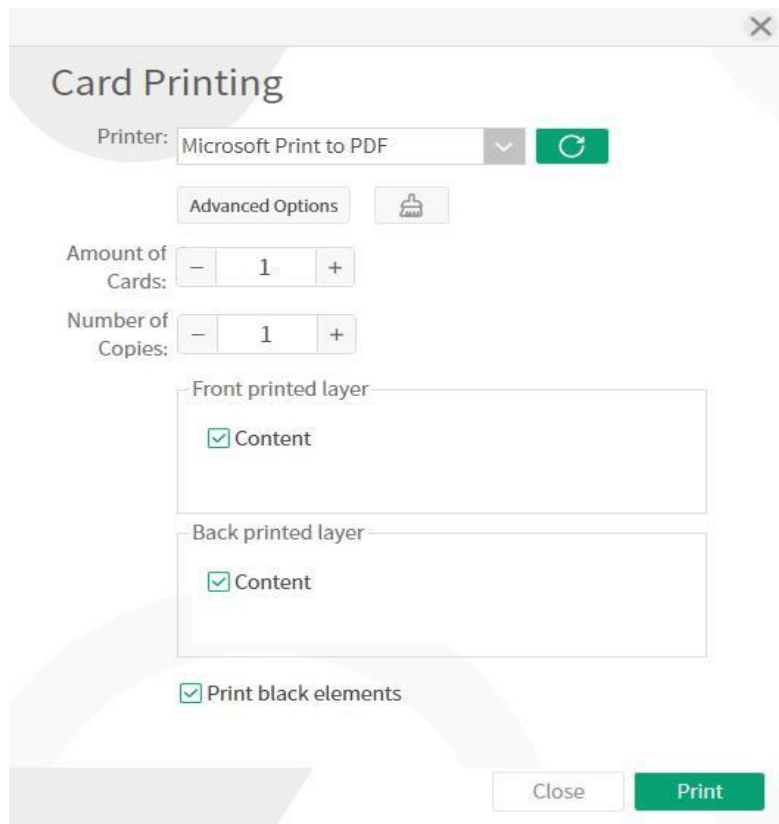 Card Printing
Printer:
Microsoft Print to PDF
Advanced Options
Amount of
Cards:
− 1 +
Number of
Copies:
− 1 +
Front printed layer
Content
Back printed layer
Content
Print black elements
Close
Print